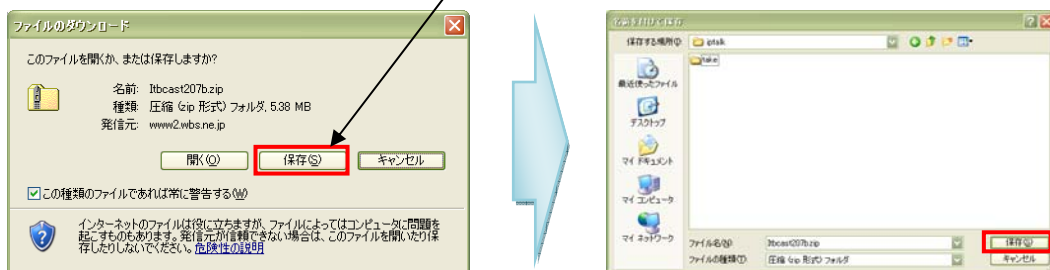 ファイルのダウンロード
このファイルを開くか、または保存しますか?
名前: Itbcast207b.zip
種類: 圧縮 (zip 形式) フォルダ, 5.38 MB
発信元: www2.wbs.ne.jp
開く(O) 保存(S) キャンセル
この種類のファイルであれば常に警告する(W)
インターネットのファイルは役に立ちますが、ファイルによってはコンピュータに問題を
起こすものもあります。発信元が信頼できない場合は、このファイルを開いたり保
存したりしないでください。危険性の説明
名前を付けて保存
保存する場所(I): iptalk
take
最近使ったファイル
デスクトップ
マイ ドキュメント
マイ コンピュータ
マイ ネットワーク
ファイル名(N): Itbcast207b.zip 保存(S)
ファイルの種類(T): 圧縮 (zip 形式) フォルダ キャンセル